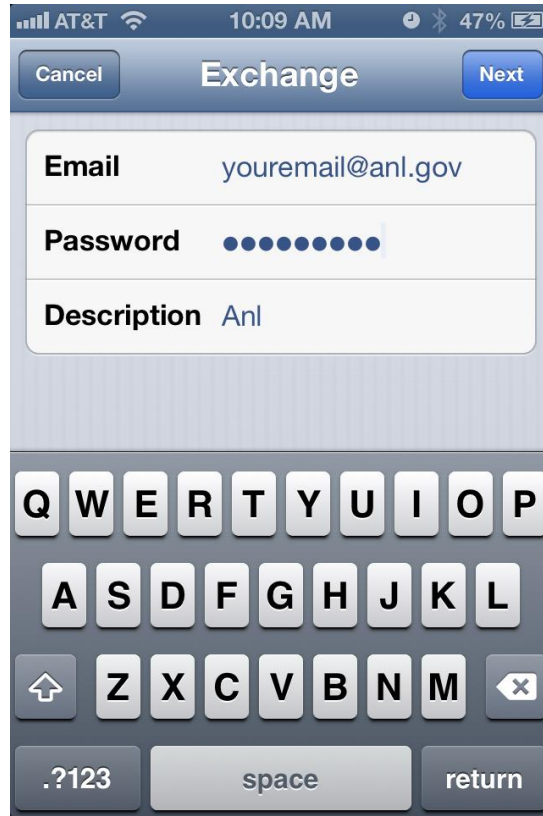 AT&T 10:09 AM 47%
Cancel Exchange Next
Email youremail@anl.gov
Password ●●●●●●●●●
Description Anl
Q W E R T Y U I O P
A S D F G H J K L
Z X C V B N M
.?123 space return